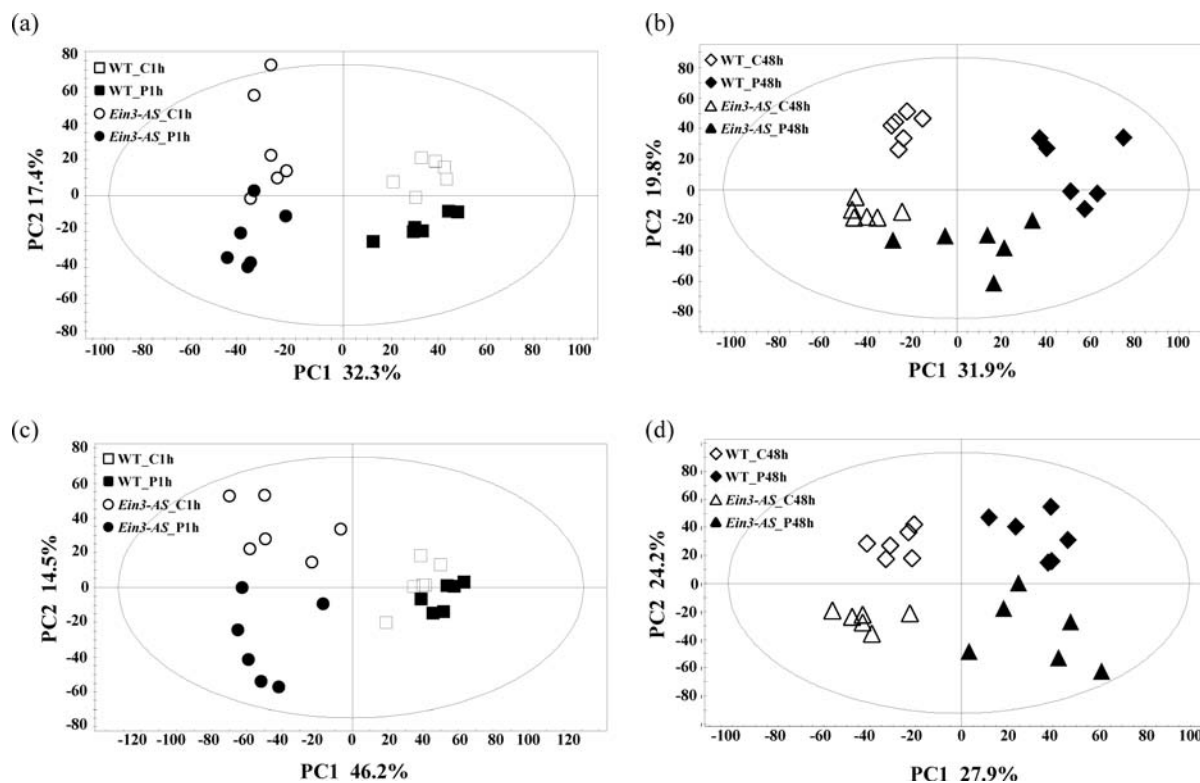 (a)
80
60
40
20
0
-20
-40
-60
-80
PC2 17.4%
WT_C1h
WT_P1h
Ein3-AS_C1h
Ein3-AS_P1h
-100 -80 -60 -40 -20 0 20 40 60 80 100
PC1 32.3%
(b)
80
60
40
20
0
-20
-40
-60
-80
PC2 19.8%
WT_C48h
WT_P48h
Ein3-AS_C48h
Ein3-AS_P48h
-100 -80 -60 -40 -20 0 20 40 60 80 100
PC1 31.9%
(c)
80
60
40
20
0
-20
-40
-60
-80
PC2 14.5%
WT_C1h
WT_P1h
Ein3-AS_C1h
Ein3-AS_P1h
-120 -100 -80 -60 -40 -20 0 20 40 60 80 100 120
PC1 46.2%
(d)
80
60
40
20
0
-20
-40
-60
-80
PC2 24.2%
WT_C48h
WT_P48h
Ein3-AS_C48h
Ein3-AS_P48h
-100 -80 -60 -40 -20 0 20 40 60 80 100
PC1 27.9%